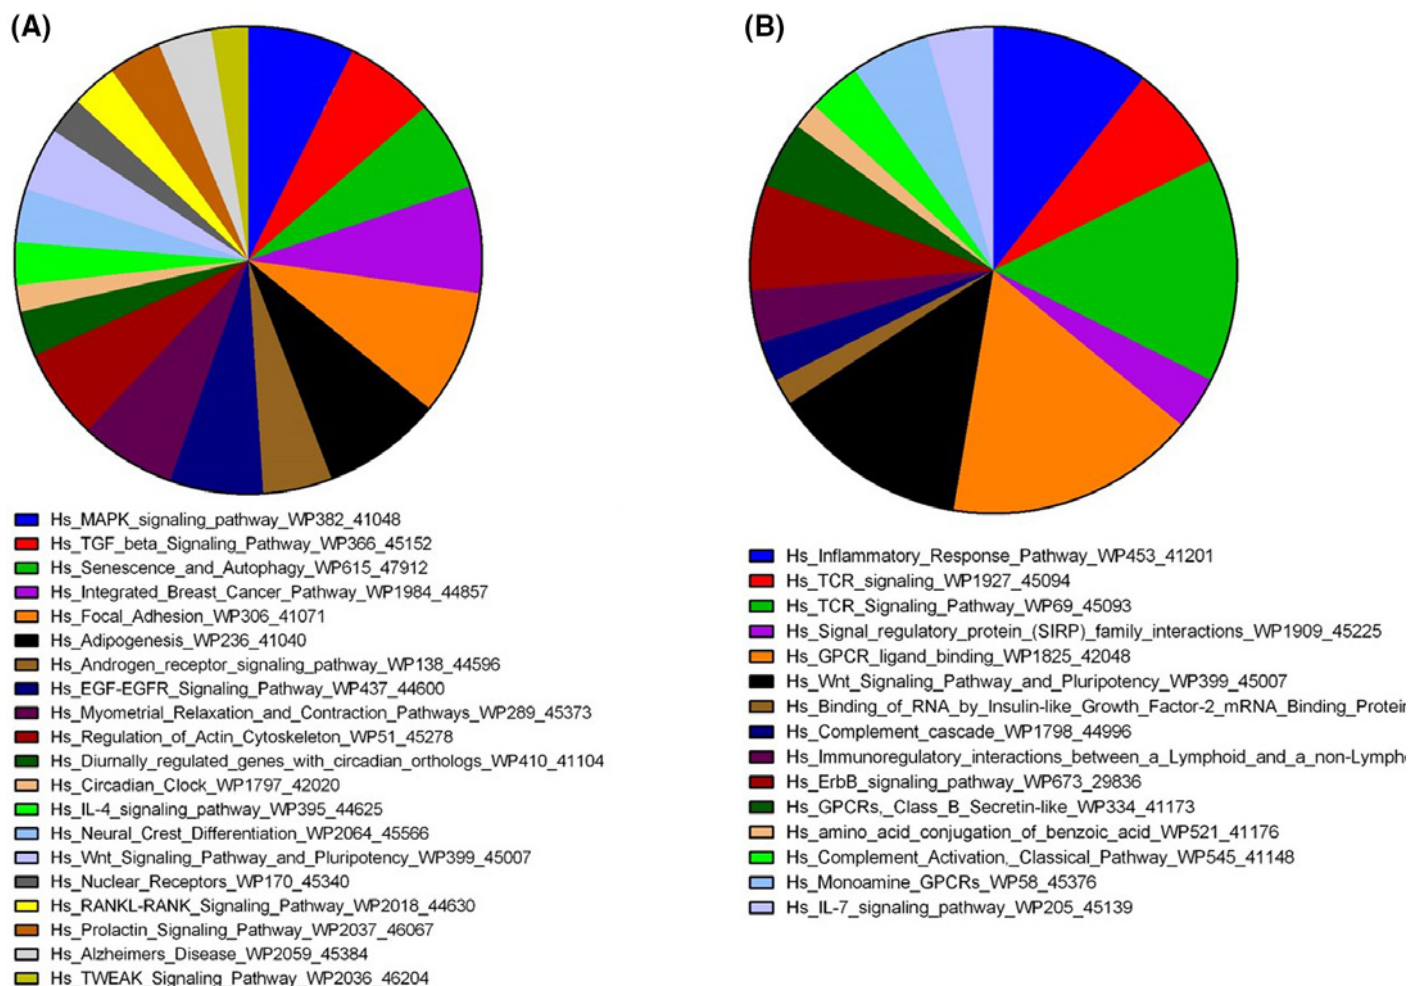 (A)
(B)
Hs_MAPK_signaling_pathway_WP382_41048
Hs_TGF_beta_Signaling_Pathway_WP366_45152
Hs_Senescence_and_Autophagy_WP615_47912
Hs_Integrated_Breast_Cancer_Pathway_WP1984_44857
Hs_Focal_Adhesion_WP306_41071
Hs_Adipogenesis_WP236_41040
Hs_Androgen_receptor_signaling_pathway_WP138_44596
Hs_EGF-EGFR_Signaling_Pathway_WP437_44600
Hs_Myometrial_Relaxation_and_Contraction_Pathways_WP289_45373
Hs_Regulation_of_Actin_Cytoskeleton_WP51_45278
Hs_Diurnally_regulated_genes_with_circadian_orthologs_WP410_41104
Hs_Circadian_Clock_WP1797_42020
Hs_IL-4_signaling_pathway_WP395_44625
Hs_Neural_Crest_Differentiation_WP2064_45566
Hs_Wnt_Signaling_Pathway_and_Pluripotency_WP399_45007
Hs_Nuclear_Receptors_WP170_45340
Hs_RANKL-RANK_Signaling_Pathway_WP2018_44630
Hs_Prolactin_Signaling_Pathway_WP2037_46067
Hs_Alzheimers_Disease_WP2059_45384
Hs_TWEAK_Signaling_Pathway_WP2036_46204
Hs_Inflammatory_Response_Pathway_WP453_41201
Hs_TCR_signaling_WP1927_45094
Hs_TCR_Signaling_Pathway_WP69_45093
Hs_Signal_regulatory_protein_(SIRP)_family_interactions_WP1909_45225
Hs_GPCR_ligand_binding_WP1825_42048
Hs_Wnt_Signaling_Pathway_and_Pluripotency_WP399_45007
Hs_Binding_of_RNA_by_Insulin-like_Growth_Factor-2_mRNA_Binding_Protein
Hs_Complement_cascade_WP1798_44996
Hs_Immunoregulatory_interactions_between_a_Lymphoid_and_a_non-Lympho
Hs_ErbB_signaling_pathway_WP673_29836
Hs_GPCRs,_Class_B_Secretin-like_WP334_41173
Hs_amino_acid_conjugation_of_benzoic_acid_WP521_41176
Hs_Complement_Activation,_Classical_Pathway_WP545_41148
Hs_Monoamine_GPCRs_WP58_45376
Hs_IL-7_signaling_pathway_WP205_45139